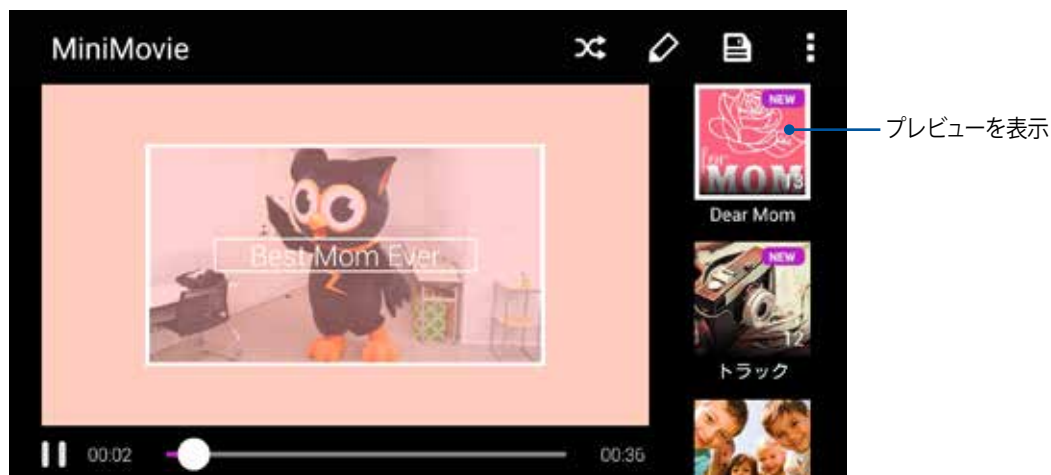 MiniMovie
NEW
FOR
MOM
13
Dear Mom
プレビューを表示
Best Mom Ever
NEW
12
トラック
00:02
00:36